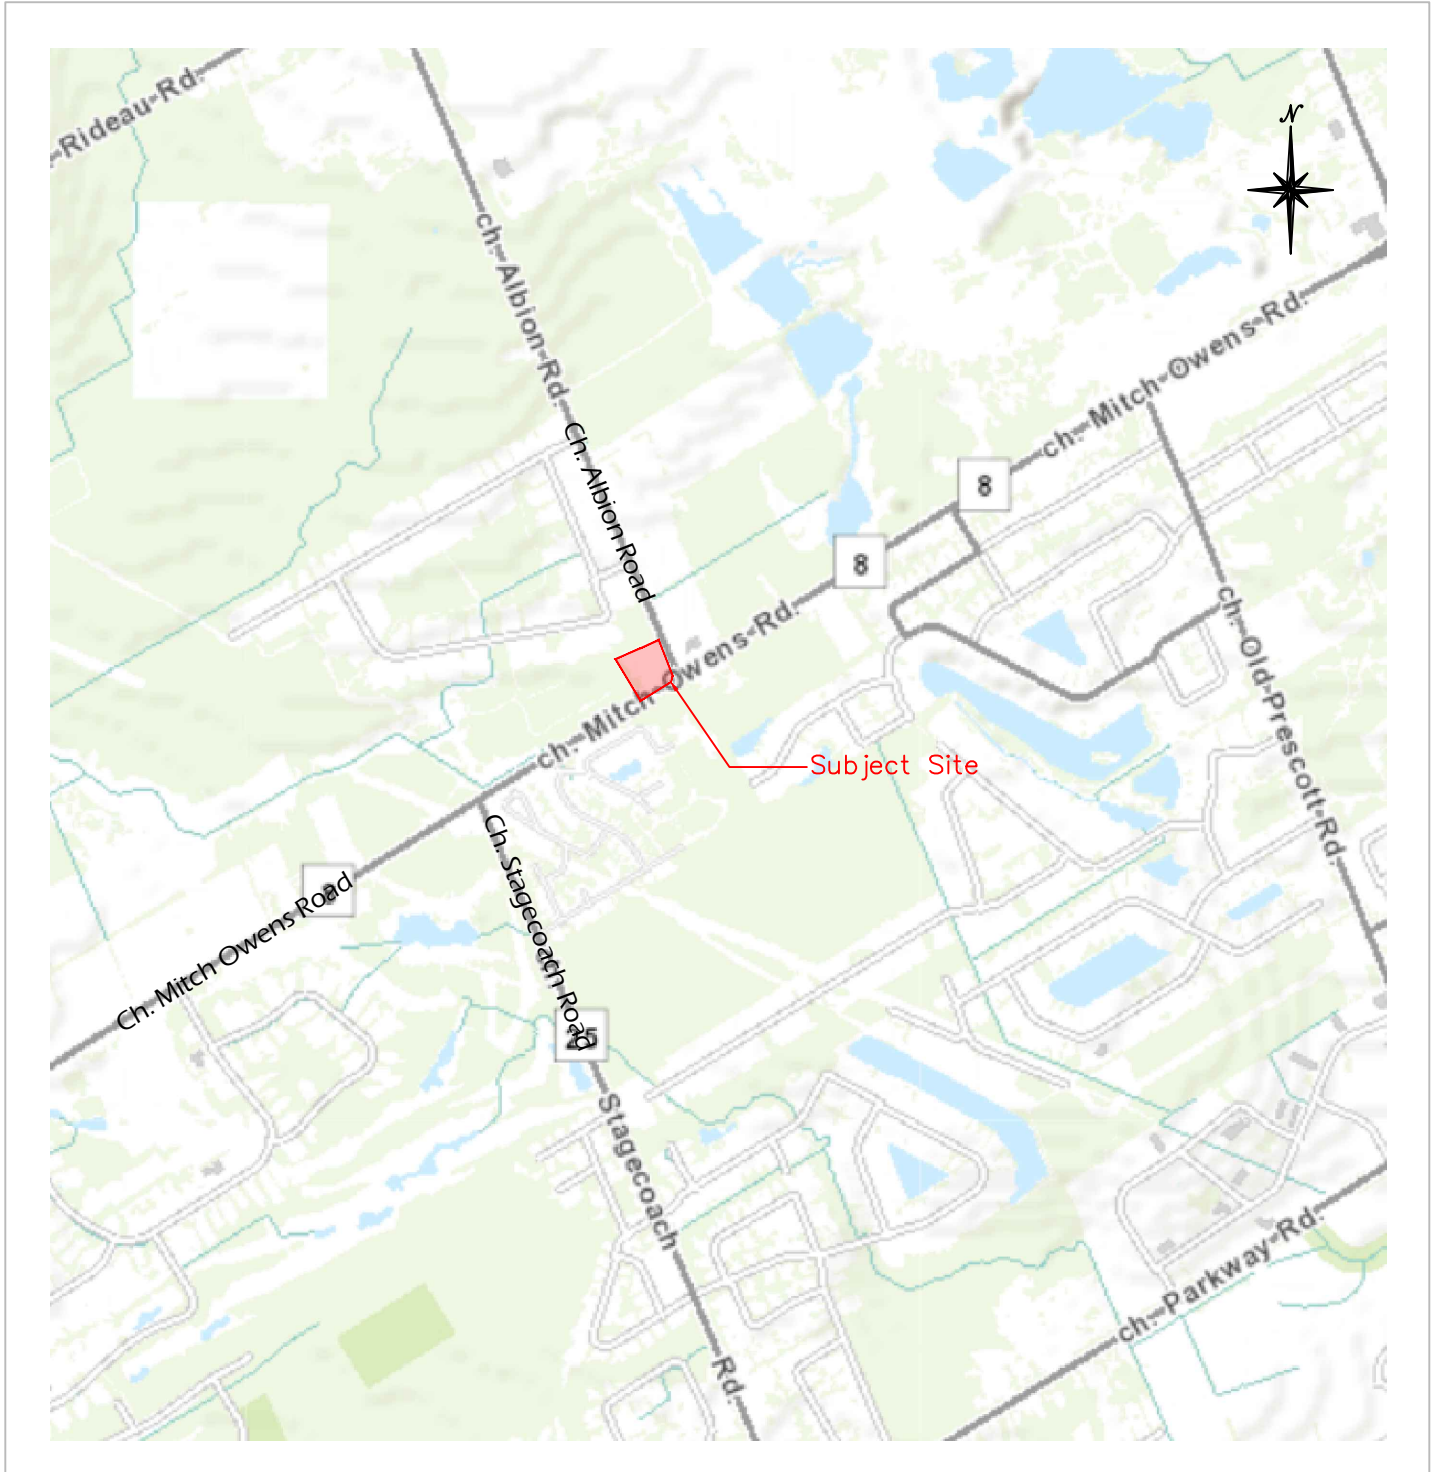 Rideau Rd.
N
ch. Albion Rd.
ch. Mitch Owens Rd.
Ch. Albion Road
8
8
ch. Mitch Owens Rd.
ch. Old Prescott Rd.
Subject Site
Ch. Stagecoach Road
Ch. Mitch Owens Road
25
Stagecoach Rd.
ch. Parkway Rd.